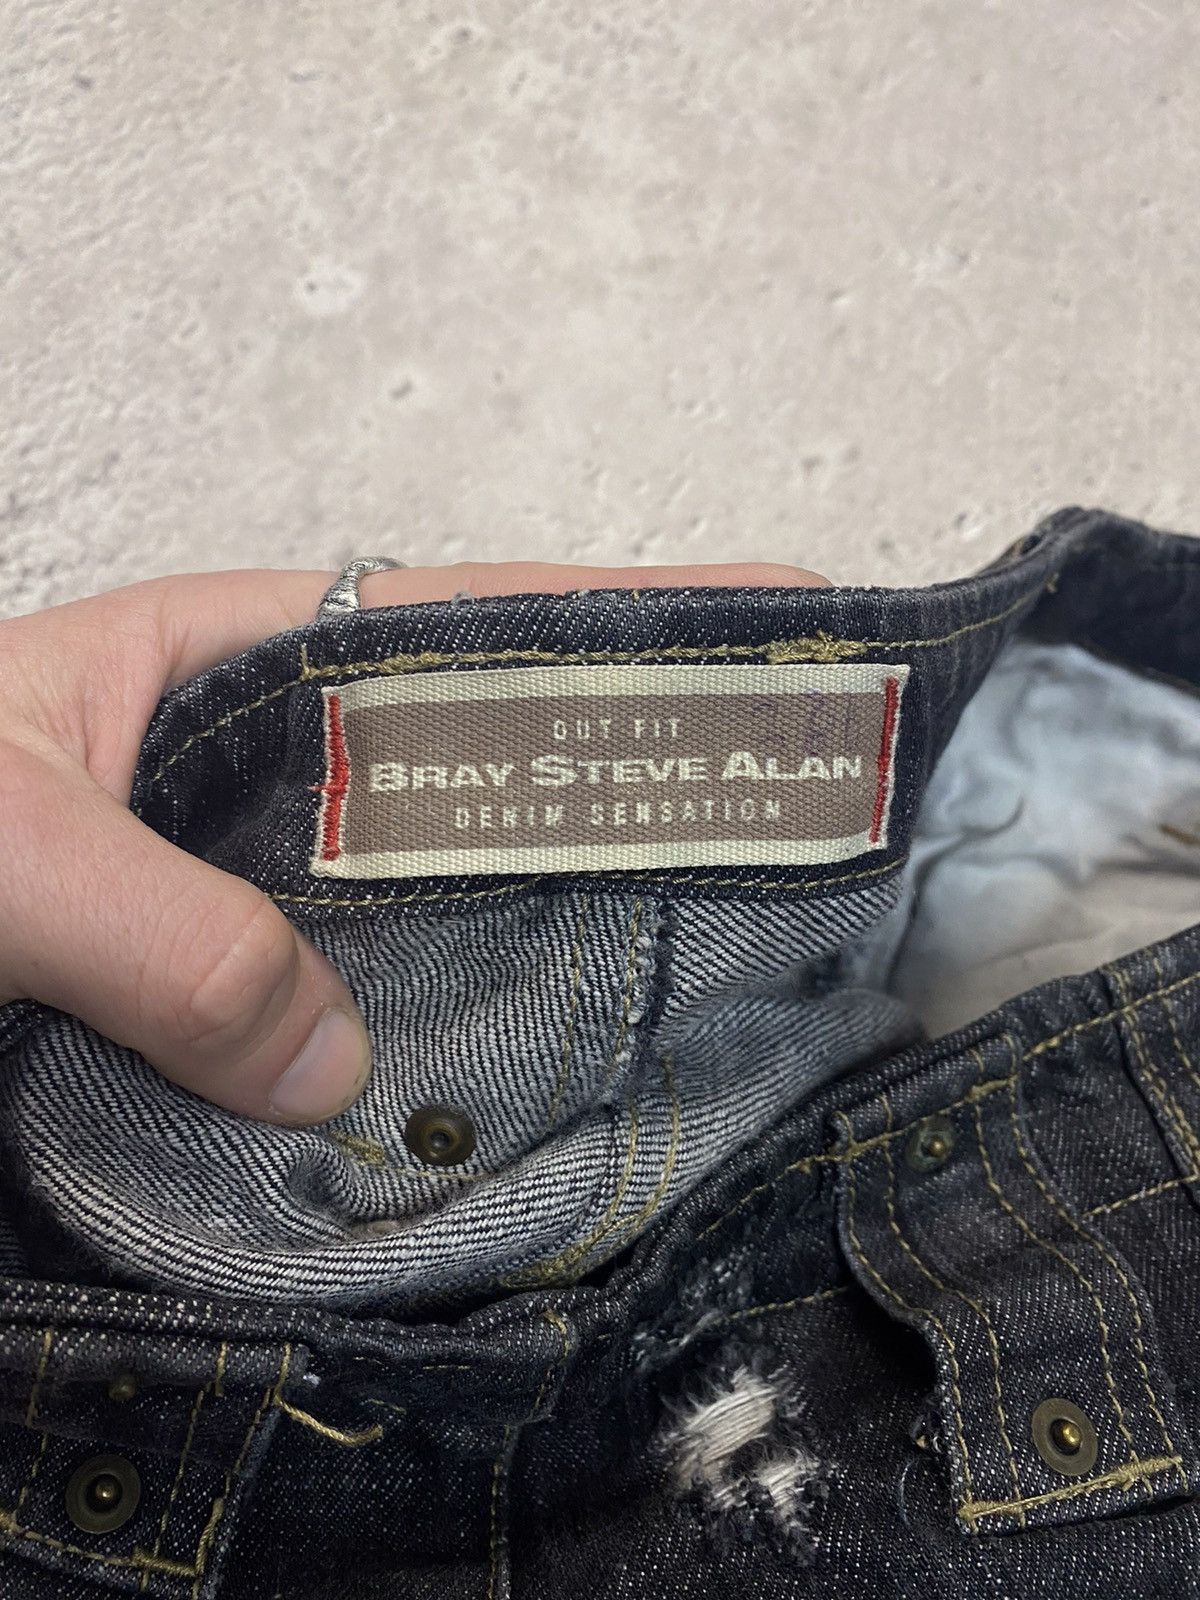 OUT FIT
BRAY STEVE ALAN
DENIM SENSATION